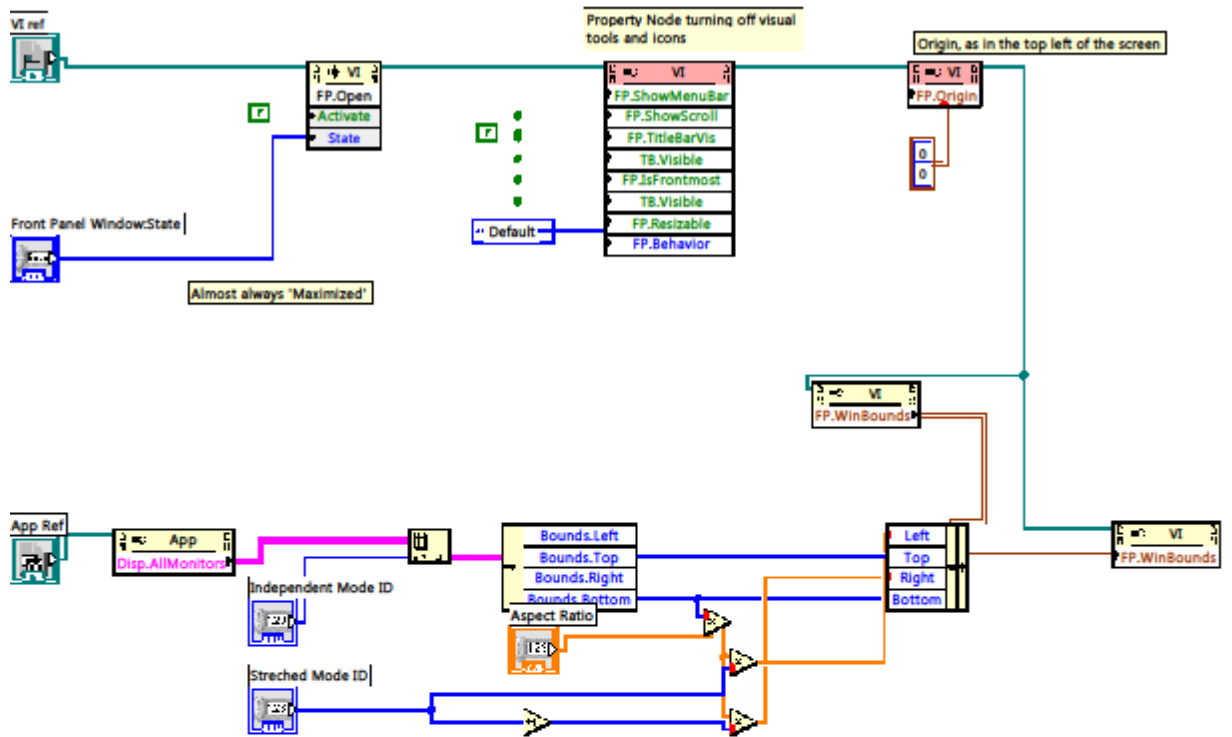 VI ref
Property Node turning off visual
tools and icons
Origin, as in the top left of the screen
VI
FP.Open
Activate
State
F
VI
FP.ShowMenuBar
FP.ShowScroll
FP.TitleBarVis
TB.Visible
FP.IsFrontmost
TB.Visible
FP.Resizable
FP.Behavior
F
Default
VI
FP.Origin
0
0
Front Panel Window:State
Almost always 'Maximized'
VI
FP.WinBounds
App Ref
App
Disp.AllMonitors
Independent Mode ID
Bounds.Left
Bounds.Top
Bounds.Right
Bounds.Bottom
Aspect Ratio
123
Left
Top
Right
Bottom
VI
FP.WinBounds
Streched Mode ID